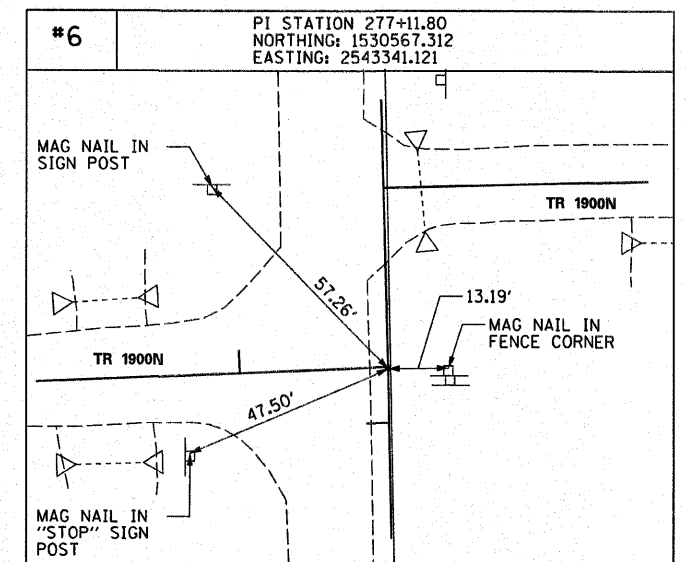 #6
PI STATION 277+11.80
NORTHING: 1530567.312
EASTING: 2543341.121
MAG NAIL IN
SIGN POST
TR 1900N
57.26'
13.19'
MAG NAIL IN
FENCE CORNER
TR 1900N
47.50'
MAG NAIL IN
"STOP" SIGN
POST